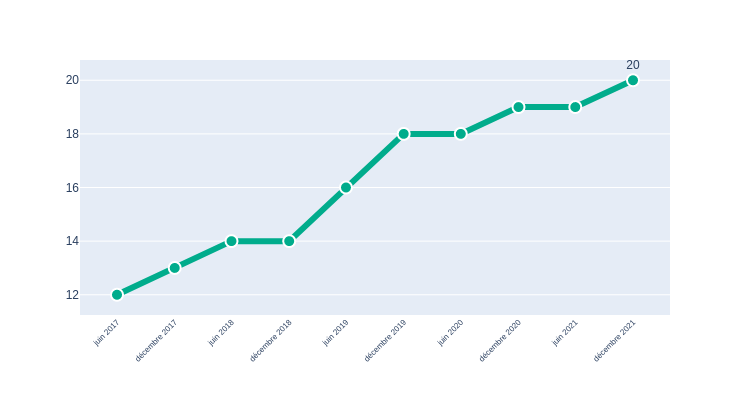 20
20
18
16
14
12
juin 2017
décembre 2017
juin 2018
décembre 2018
juin 2019
décembre 2019
juin 2020
décembre 2020
juin 2021
décembre 2021